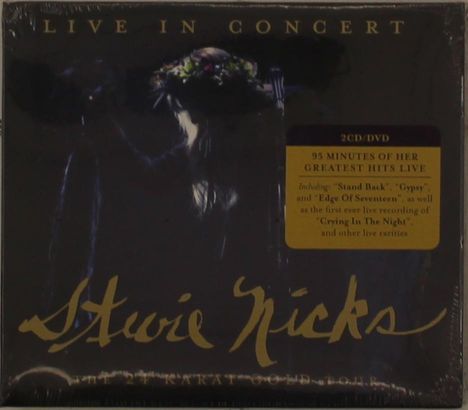 LIVE IN CONCERT
2CD/DVD
95 MINUTES OF HER
GREATEST HITS LIVE
Including: "Stand Back", "Gypsy",
and "Edge Of Seventeen", as well
as the first ever live recording of
"Crying In The Night",
and other live rarities
Stevie Nicks
THE 24 KARAT GOLD TOUR